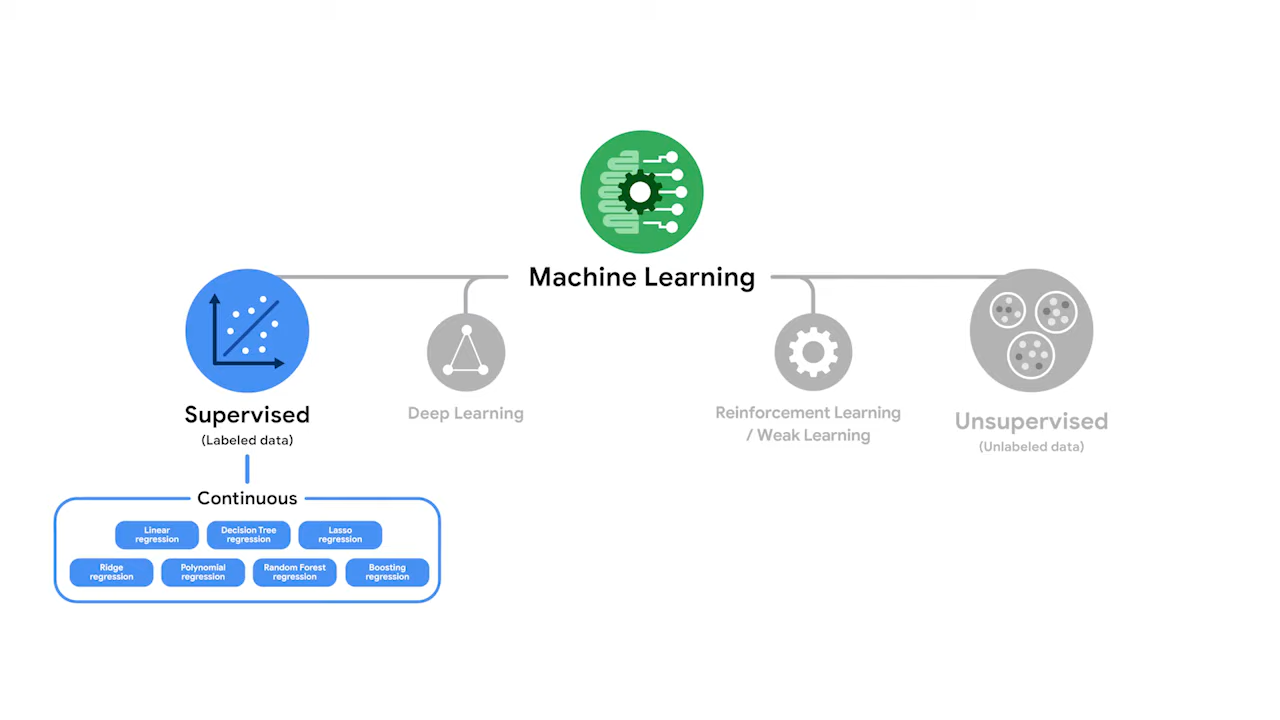 Machine Learning
Supervised
(Labeled data)
Deep Learning
Reinforcement Learning
/ Weak Learning
Unsupervised
(Unlabeled data)
Continuous
Linear
regression
Decision Tree
regression
Lasso
regression
Ridge
regression
Polynomial
regression
Random Forest
regression
Boosting
regression